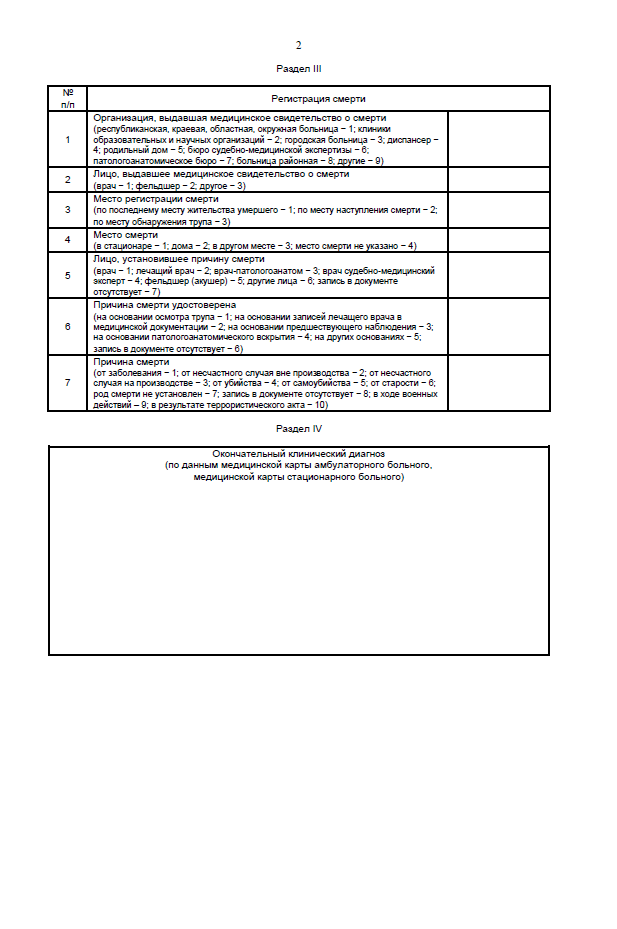 2
Раздел III
№
п/п
Регистрация смерти
1
Организация, выдавшая медицинское свидетельство о смерти
(республиканская, краевая, областная, окружная больница − 1; клиники
образовательных и научных организаций − 2; городская больница − 3; диспансер −
4; родильный дом − 5; бюро судебно-медицинской экспертизы − 6;
патологоанатомическое бюро − 7; больница районная − 8; другие − 9)
2
Лицо, выдавшее медицинское свидетельство о смерти
(врач − 1; фельдшер − 2; другое − 3)
3
Место регистрации смерти
(по последнему месту жительства умершего − 1; по месту наступления смерти − 2;
по месту обнаружения трупа − 3)
4
Место смерти
(в стационаре − 1; дома − 2; в другом месте − 3; место смерти не указано − 4)
5
Лицо, установившее причину смерти
(врач − 1; лечащий врач − 2; врач-патологоанатом − 3; врач судебно-медицинский
эксперт − 4; фельдшер (акушер) − 5; другие лица − 6; запись в документе
отсутствует − 7)
6
Причина смерти удостоверена
(на основании осмотра трупа − 1; на основании записей лечащего врача в
медицинской документации − 2; на основании предшествующего наблюдения − 3;
на основании патологоанатомического вскрытия − 4; на других основаниях − 5;
запись в документе отсутствует − 6)
7
Причина смерти
(от заболевания − 1; от несчастного случая вне производства − 2; от несчастного
случая на производстве − 3; от убийства − 4; от самоубийства − 5; от старости − 6;
род смерти не установлен − 7; запись в документе отсутствует − 8; в ходе военных
действий – 9; в результате террористического акта − 10)
Раздел IV
Окончательный клинический диагноз
(по данным медицинской карты амбулаторного больного,
медицинской карты стационарного больного)